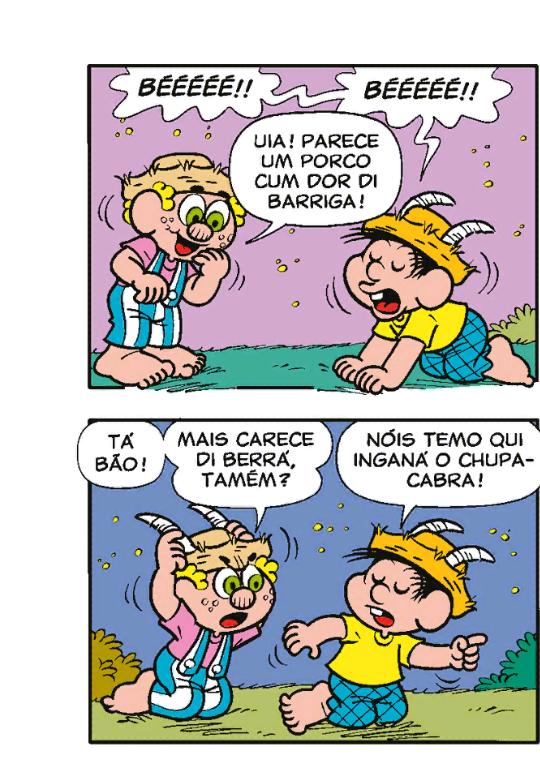 BÉÉÉÉÉ!!
BÉÉÉÉÉ!!
UIA! PARECE
UM PORCO
CUM DOR DI
BARRIGA!
TÁ
BÃO!
MAIS CARECE
DI BERRÁ,
TAMÉM?
NÓIS TEMO QUI
INGANÁ O CHUPA-
CABRA!